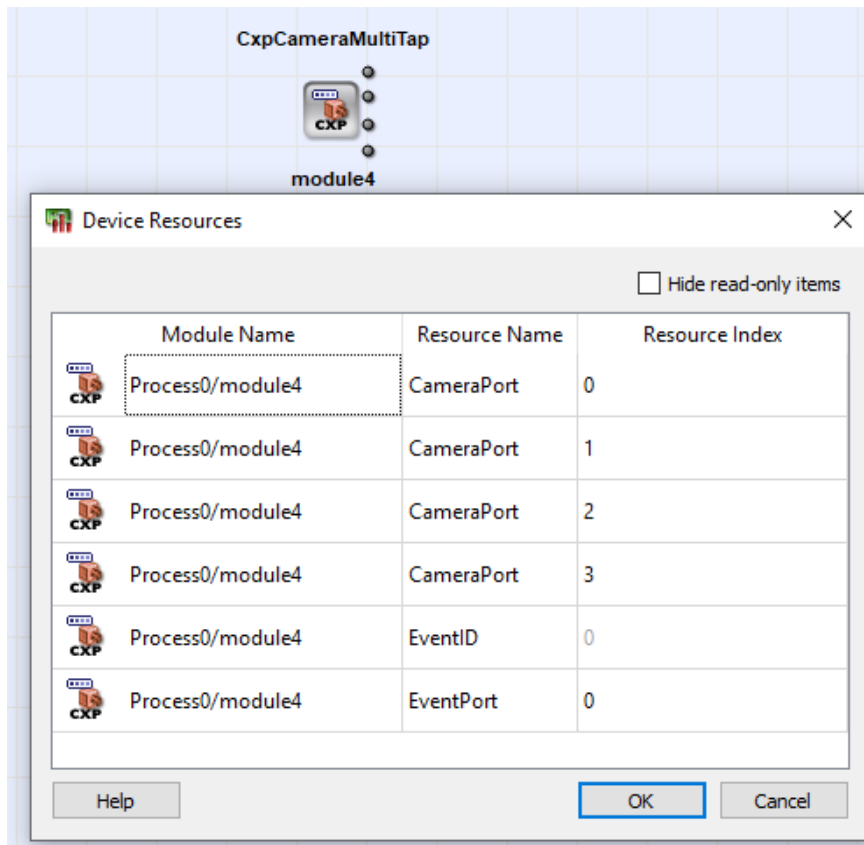 CxpCameraMultiTap
CXP
module4
Device Resources
Hide read-only items
Module Name Resource Name Resource Index
CXP Process0/module4 CameraPort 0
CXP Process0/module4 CameraPort 1
CXP Process0/module4 CameraPort 2
CXP Process0/module4 CameraPort 3
CXP Process0/module4 EventID 0
CXP Process0/module4 EventPort 0
Help OK Cancel